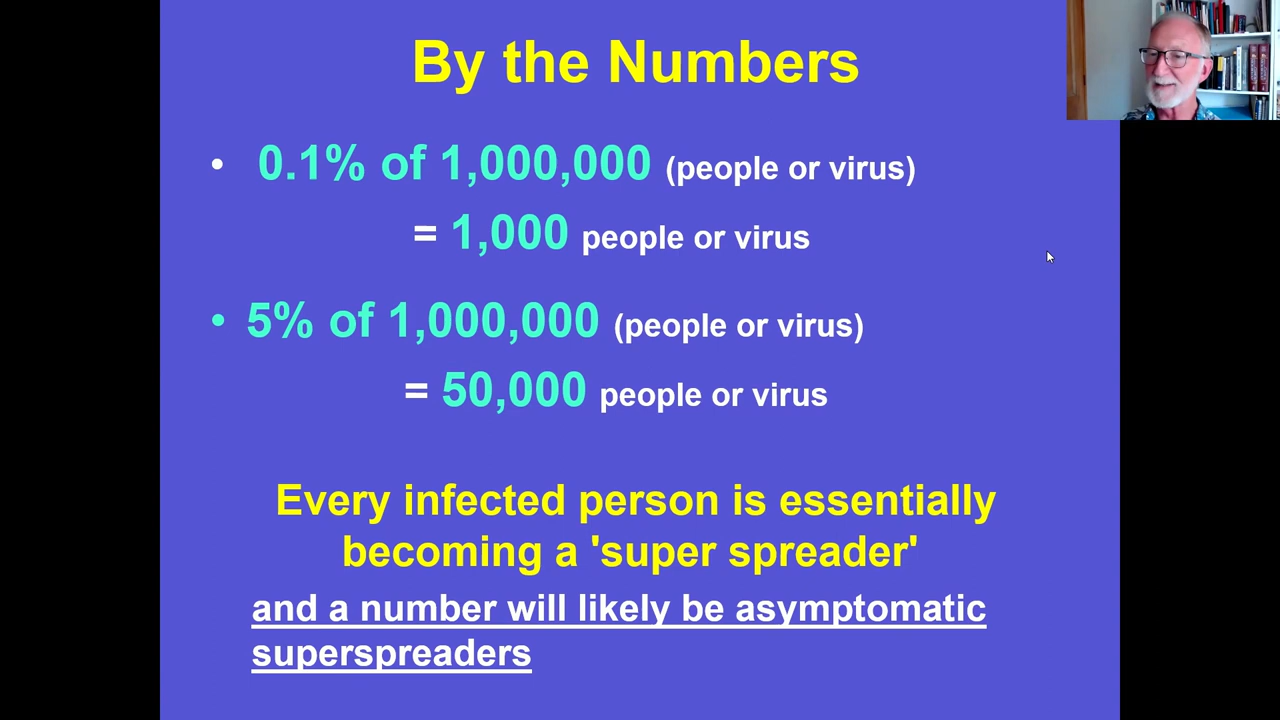 By the Numbers
• 0.1% of 1,000,000 (people or virus)
= 1,000 people or virus
• 5% of 1,000,000 (people or virus)
= 50,000 people or virus
Every infected person is essentially
becoming a 'super spreader'
and a number will likely be asymptomatic
superspreaders